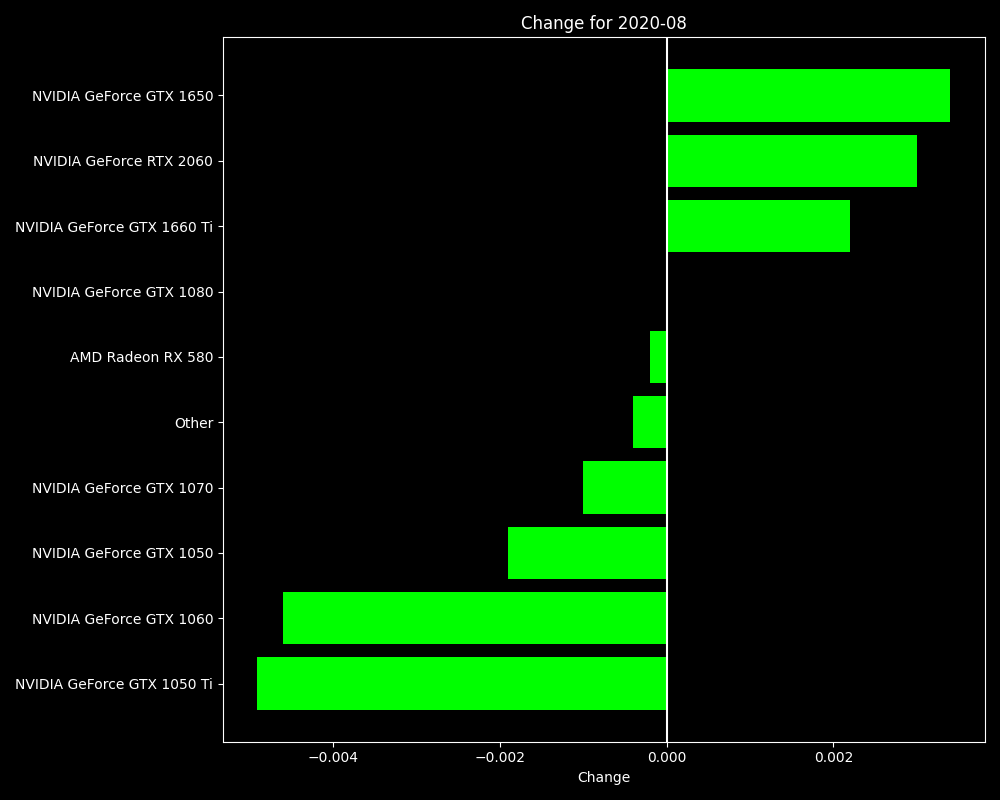 Change for 2020-08
NVIDIA GeForce GTX 1650
NVIDIA GeForce RTX 2060
NVIDIA GeForce GTX 1660 Ti
NVIDIA GeForce GTX 1080
AMD Radeon RX 580
Other
NVIDIA GeForce GTX 1070
NVIDIA GeForce GTX 1050
NVIDIA GeForce GTX 1060
NVIDIA GeForce GTX 1050 Ti
−0.004 −0.002 0.000 0.002
Change